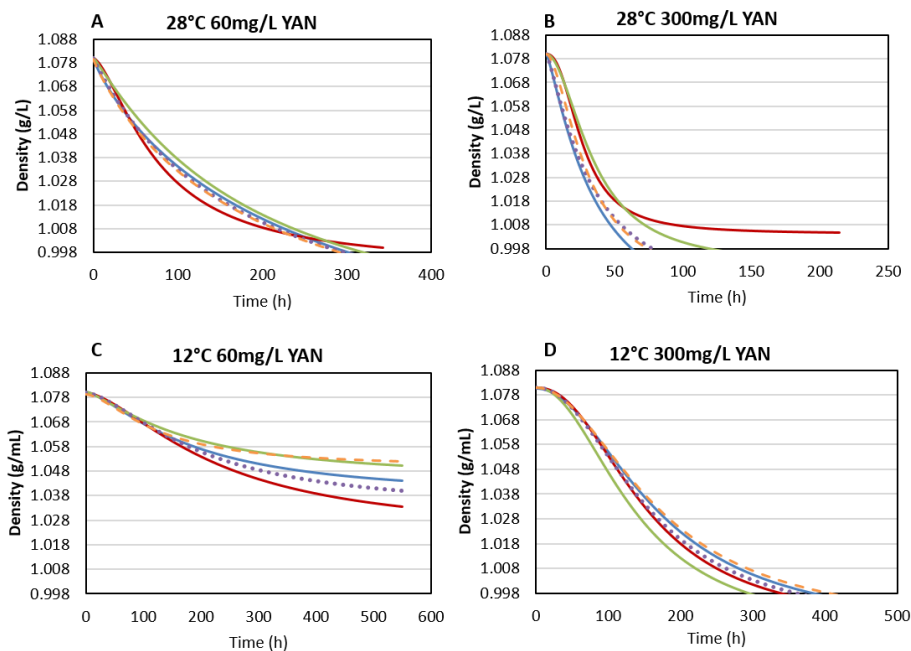 A
28°C 60mg/L YAN
1.088
1.078
1.068
1.058
1.048
1.038
1.028
1.018
1.008
0.998
Density (g/L)
0 100 200 300 400
Time (h)
B
28°C 300mg/L YAN
1.088
1.078
1.068
1.058
1.048
1.038
1.028
1.018
1.008
0.998
Density (g/L)
0 50 100 150 200 250
Time (h)
C
12°C 60mg/L YAN
1.088
1.078
1.068
1.058
1.048
1.038
1.028
1.018
1.008
0.998
Density (g/mL)
0 100 200 300 400 500 600
Time (h)
D
12°C 300mg/L YAN
1.088
1.078
1.068
1.058
1.048
1.038
1.028
1.018
1.008
0.998
Density (g/mL)
0 100 200 300 400 500
Time (h)